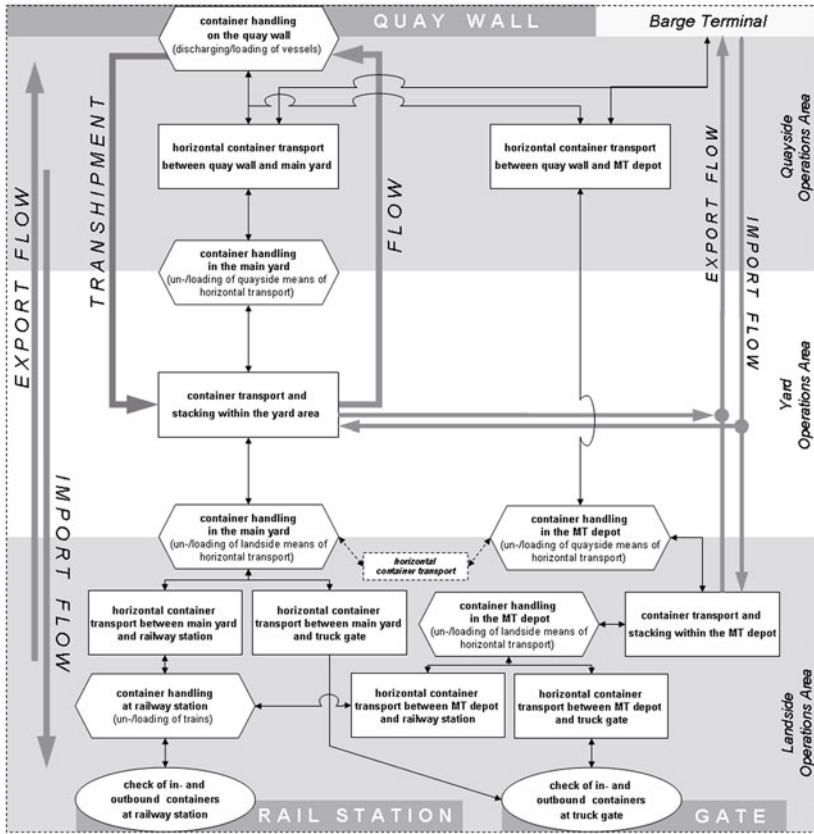 container handling
on the quay wall
(discharging/loading of vessels)
QUAY WALL
Barge Terminal
horizontal container transport
between quay wall and main yard
horizontal container transport
between quay wall and MT depot
Quayside
Operations Area
TRANSHIPMENT
FLOW
EXPORT FLOW
IMPORT FLOW
container handling
in the main yard
(un-/loading of quayside means of
horizontal transport)
EXPORT FLOW
container transport and
stacking within the yard area
Yard
Operations Area
IMPORT FLOW
container handling
in the main yard
(un-/loading of landside means of
horizontal transport)
horizontal
container transport
container handling
in the MT depot
(un-/loading of quayside means of
horizontal transport)
horizontal container
transport between main yard
and railway station
horizontal container
transport between main yard
and truck gate
container handling
in the MT depot
(un-/loading of landside means of
horizontal transport)
container transport and
stacking within the MT depot
container handling
at railway station
(un-/loading of trains)
horizontal container
transport between MT depot
and railway station
horizontal container
transport between MT depot
and truck gate
Landside
Operations Area
check of in- and
outbound containers
at railway station
RAIL STATION
check of in- and
outbound containers
at truck gate
GATE